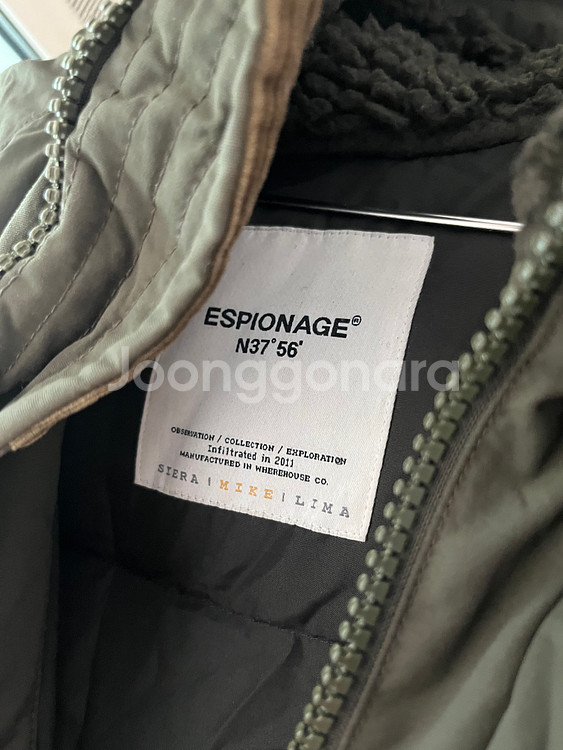 ESPIONAGE®
N37°56'
Joonggonara
OBSERVATION / COLLECTION / EXPLORATION
Infiltrated in 2011
MANUFACTURED IN WHEREHOUSE CO.
SIERA | MIKE | LIMA